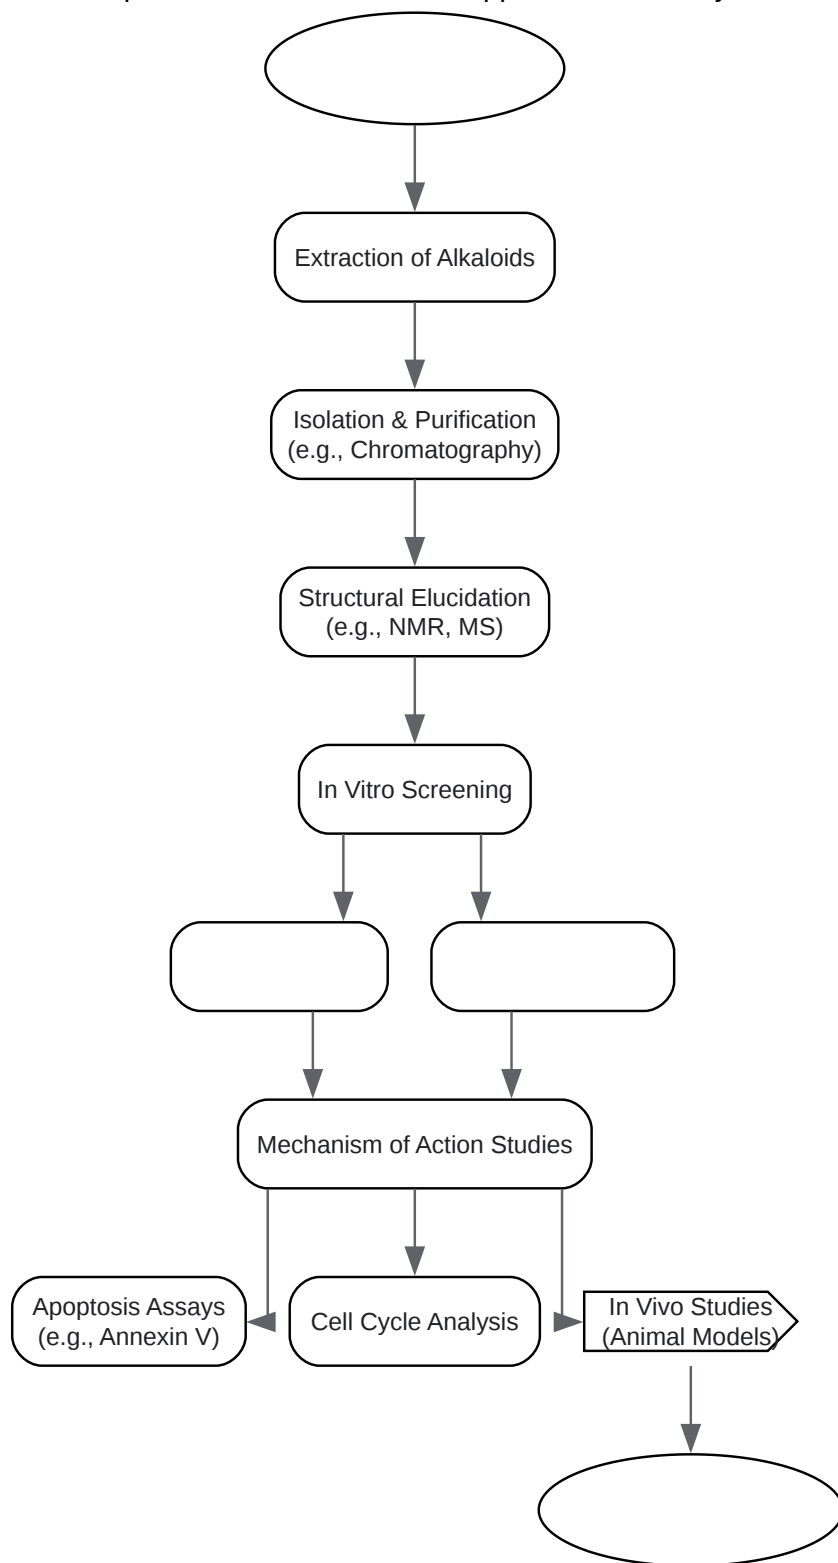 Extraction of Alkaloids
Isolation & Purification
(e.g., Chromatography)
Structural Elucidation
(e.g., NMR, MS)
In Vitro Screening
Mechanism of Action Studies
Apoptosis Assays
(e.g., Annexin V)
Cell Cycle Analysis
In Vivo Studies
(Animal Models)